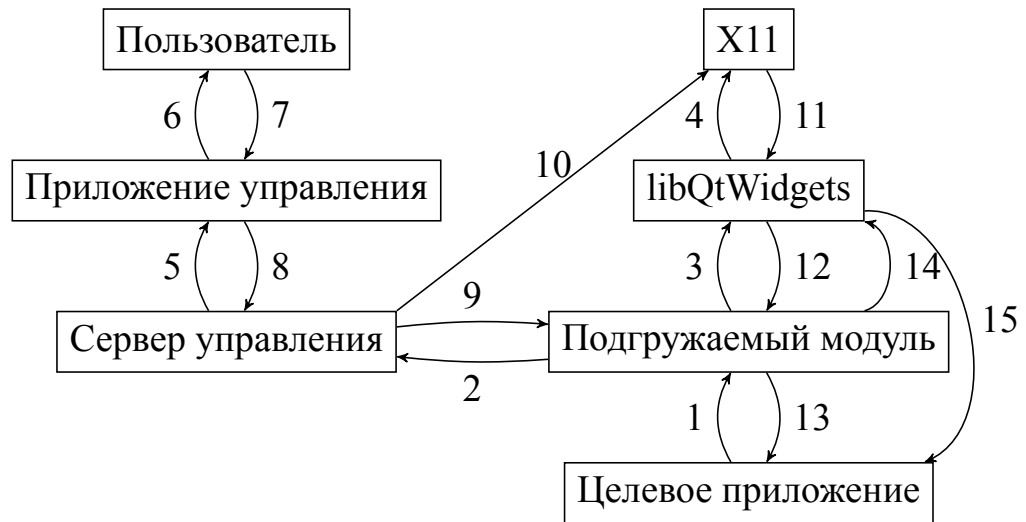 Пользователь
X11
6
7
4
11
10
Приложение управления
libQtWidgets
5
8
3
12
14
9
15
Сервер управления
Подгружаемый модуль
2
1
13
Целевое приложение